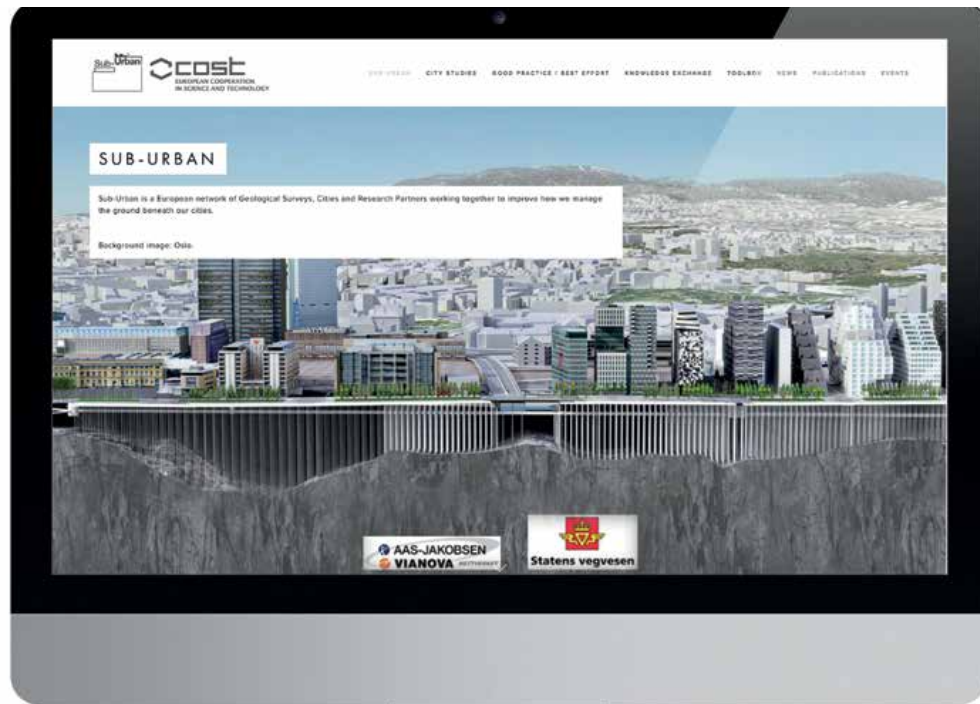 Sub-Urban
cost
EUROPEAN COOPERATION
IN SCIENCE AND TECHNOLOGY
SUB-URBAN CITY STUDIES GOOD PRACTICE / BEST EFFORT KNOWLEDGE EXCHANGE TOOLBOX NEWS PUBLICATIONS EVENTS
SUB-URBAN
Sub-Urban is a European network of Geological Surveys, Cities and Research Partners working together to improve how we manage
the ground beneath our cities.
Background image: Oslo.
AAS-JAKOBSEN
VIANOVA
Statens vegvesen